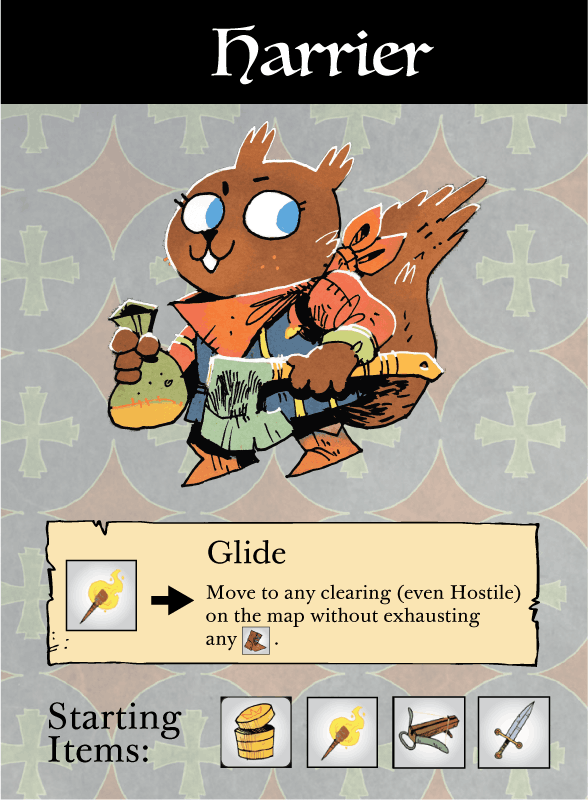 Harrier
Glide
Move to any clearing (even Hostile)
on the map without exhausting
any .
Starting
Items: